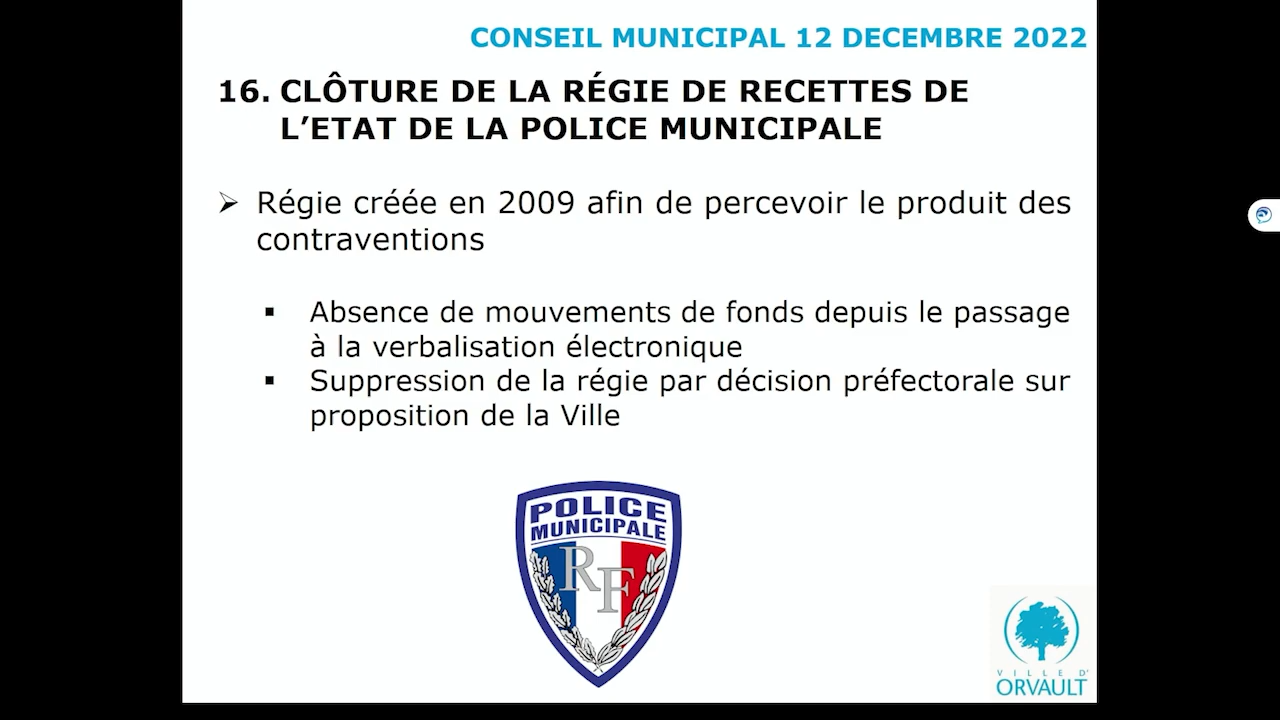 CONSEIL MUNICIPAL 12 DECEMBRE 2022
16. CLÔTURE DE LA RÉGIE DE RECETTES DE
L’ETAT DE LA POLICE MUNICIPALE
➢ Régie créée en 2009 afin de percevoir le produit des
contraventions
▪ Absence de mouvements de fonds depuis le passage
à la verbalisation électronique
▪ Suppression de la régie par décision préfectorale sur
proposition de la Ville
POLICE
MUNICIPALE
RF
VILLE D'
ORVAULT